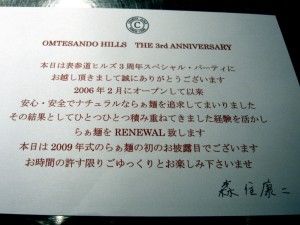 OMTESANDO HILLS THE 3rd ANNIVERSARY
本日は表参道ヒルズ3周年スペシャル・パーティに
お越し頂きまして誠にありがとうございます
2006年2月にオープンして以来
安心・安全でナチュラルならぁ麺を追求してまいりました
その結果としてひとつひとつ積み重ねてきました経験を活かし
らぁ麺を RENEWAL 致します
本日は2009年式のらぁ麺の初のお披露目でございます
お時間の許す限りごゆっくりとお楽しみ下さいませ
森住康二